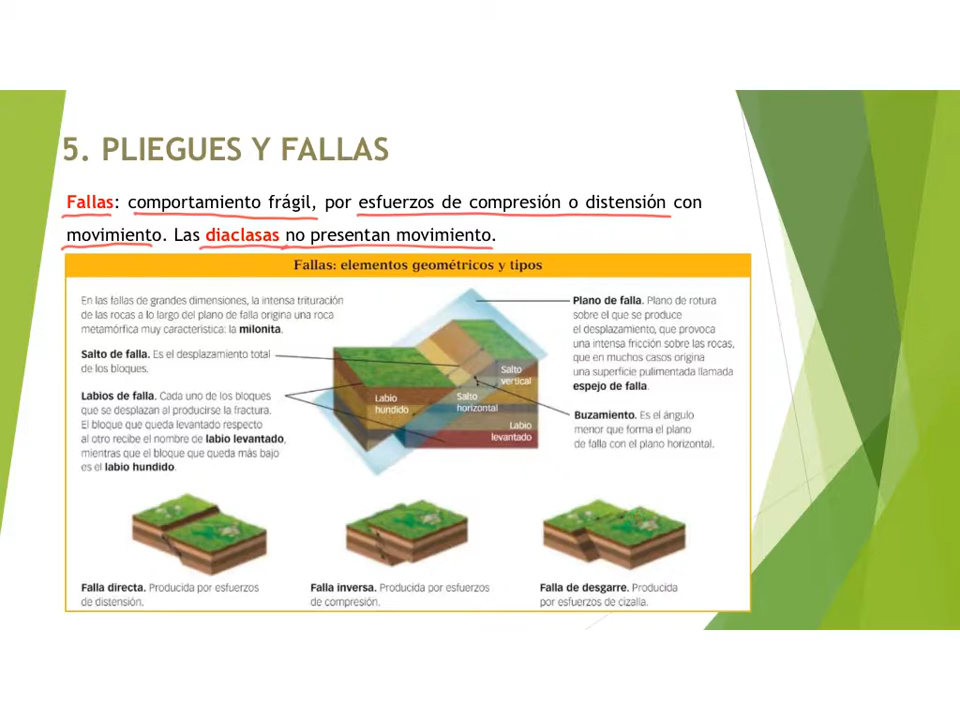 5. PLIEGUES Y FALLAS
Fallas: comportamiento frágil, por esfuerzos de compresión o distensión con
movimiento. Las diaclasas no presentan movimiento.
Fallas: elementos geométricos y tipos
En las fallas de grandes dimensiones, la intensa trituración
de las rocas a lo largo del plano de falla origina una roca
metamórfica muy característica: la milonita.
Salto de falla. Es el desplazamiento total
de los bloques.
Labios de falla. Cada uno de los bloques
que se desplazan al producirse la fractura.
El bloque que queda levantado respecto
al otro recibe el nombre de labio levantado,
mientras que el bloque que queda más bajo
es el labio hundido.
Labio
hundido
Salto
vertical
Salto
horizontal
Labio
levantado
Plano de falla. Plano de rotura
sobre el que se produce
el desplazamiento, que provoca
una intensa fricción sobre las rocas,
que en muchos casos origina
una superficie pulimentada llamada
espejo de falla.
Buzamiento. Es el ángulo
menor que forma el plano
de falla con el plano horizontal.
Falla directa. Producida por esfuerzos
de distensión.
Falla inversa. Producida por esfuerzos
de compresión.
Falla de desgarre. Producida
por esfuerzos de cizalla.